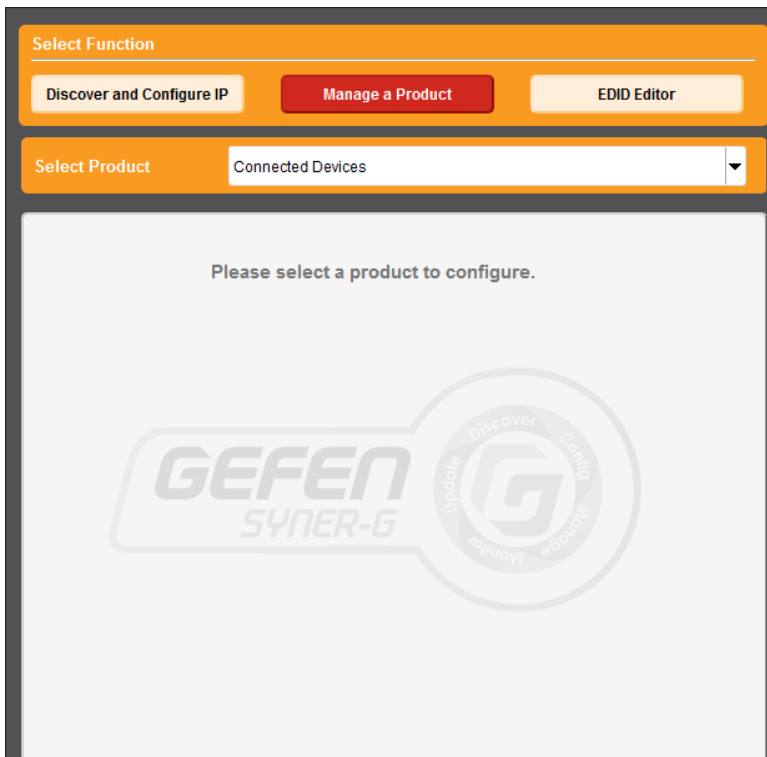 Select Function
Discover and Configure IP Manage a Product EDID Editor
Select Product Connected Devices
Please select a product to configure.
GEFEN
SYNER-G
Discover Config Manage Monitor Update